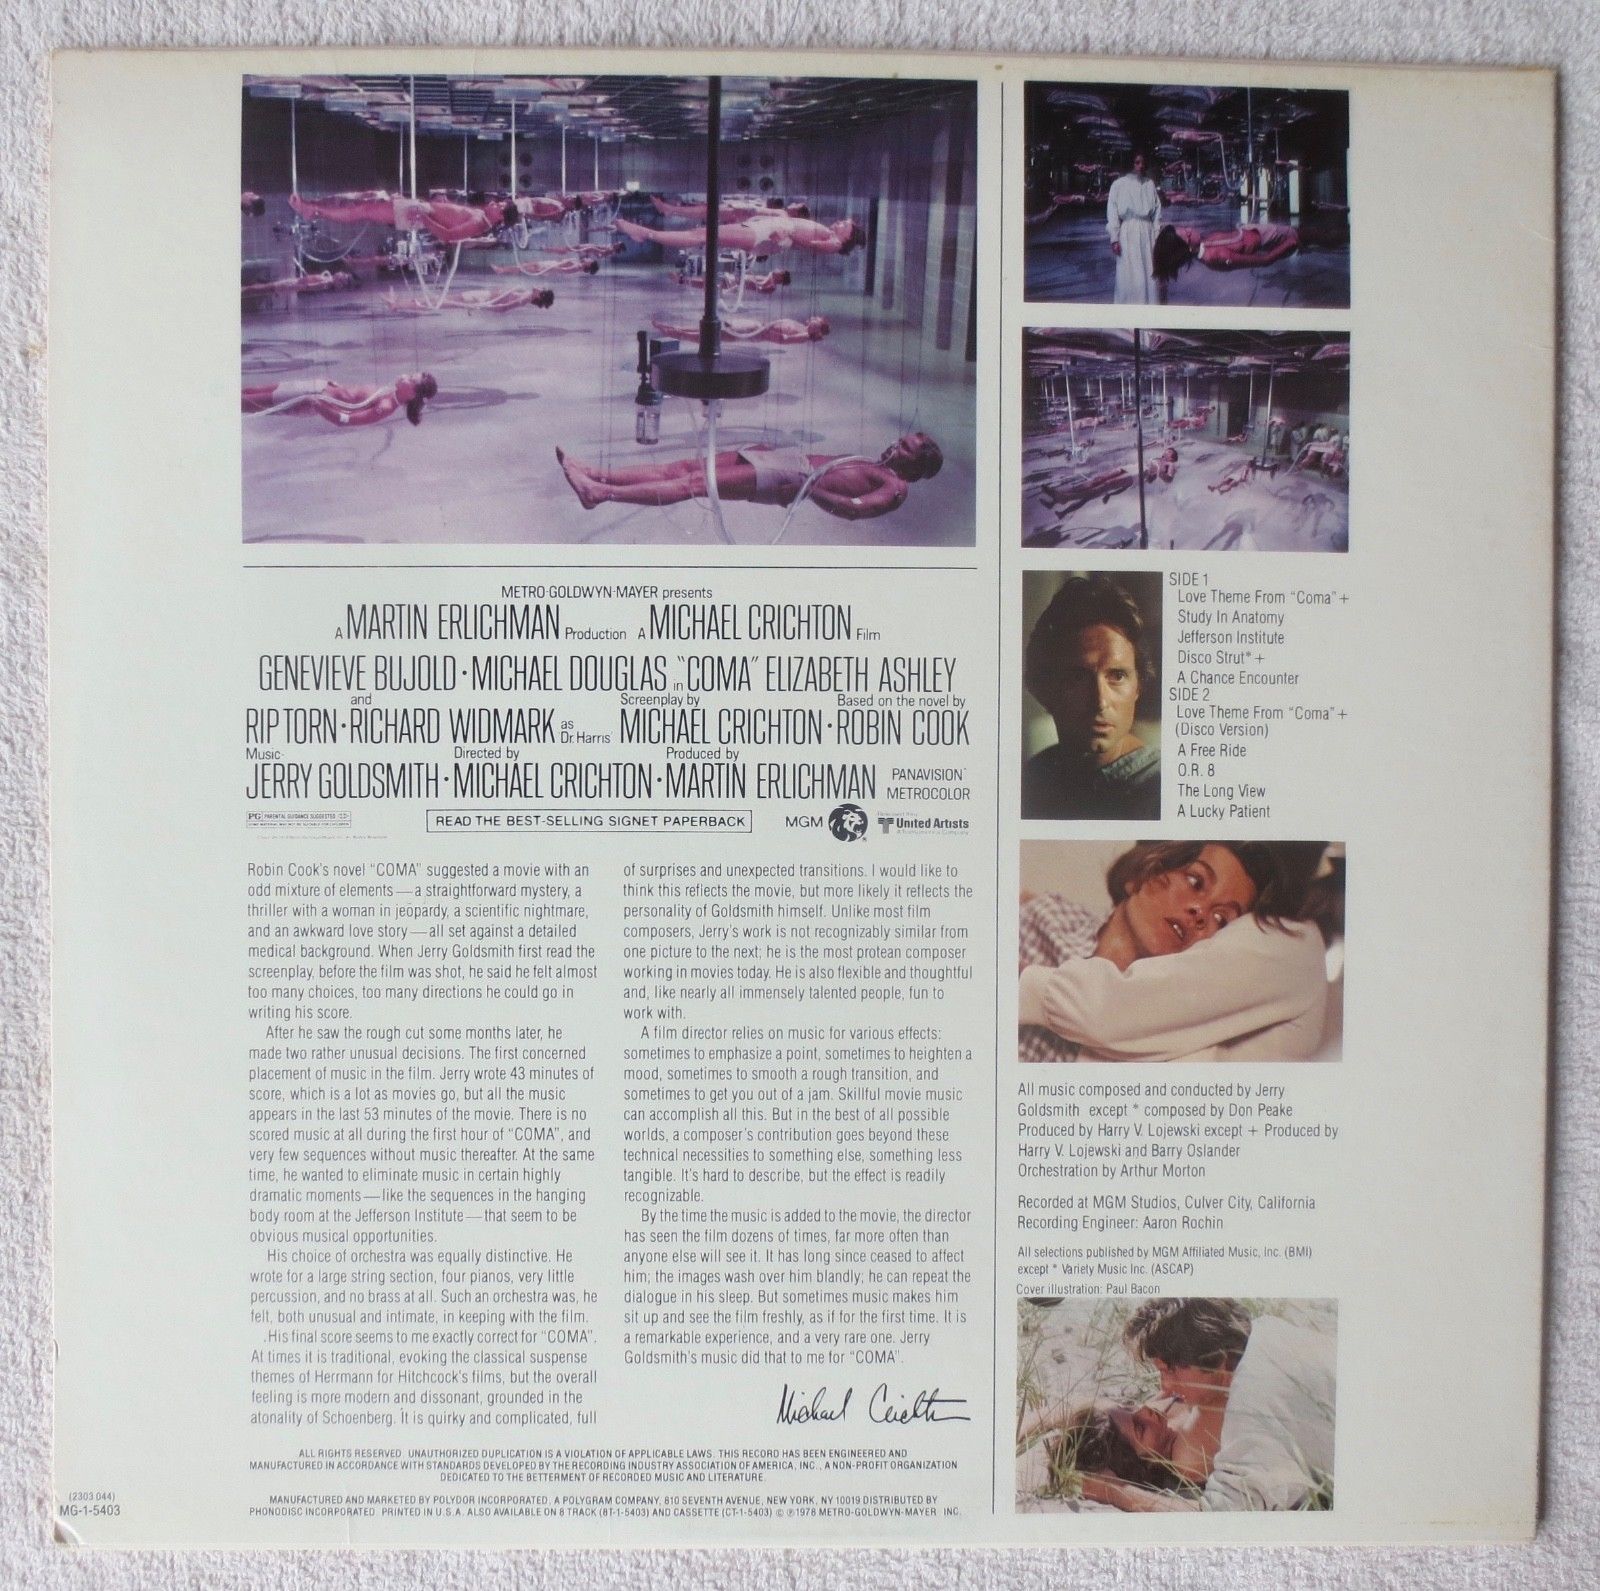 METRO-GOLDWYN-MAYER presents
A MARTIN ERLICHMAN Production A MICHAEL CRICHTON Film
GENEVIEVE BUJOLD · MICHAEL DOUGLAS in "COMA" ELIZABETH ASHLEY
and Screenplay by Based on the novel by
RIP TORN · RICHARD WIDMARK as Dr. Harris MICHAEL CRICHTON · ROBIN COOK
Music Directed by Produced by
JERRY GOLDSMITH · MICHAEL CRICHTON · MARTIN ERLICHMAN PANAVISION® METROCOLOR
PG PARENTAL GUIDANCE SUGGESTED
SOME MATERIAL MAY NOT BE SUITABLE FOR CHILDREN
READ THE BEST-SELLING SIGNET PAPERBACK
MGM
United Artists
A Transamerica Company
Robin Cook's novel "COMA" suggested a movie with an
odd mixture of elements—a straightforward mystery, a
thriller with a woman in jeopardy, a scientific nightmare,
and an awkward love story—all set against a detailed
medical background. When Jerry Goldsmith first read the
screenplay, before the film was shot, he said he felt almost
too many choices, too many directions he could go in
writing his score.
After he saw the rough cut some months later, he
made two rather unusual decisions. The first concerned
placement of music in the film. Jerry wrote 43 minutes of
score, which is a lot as movies go, but all the music
appears in the last 53 minutes of the movie. There is no
scored music at all during the first hour of "COMA", and
very few sequences without music thereafter. At the same
time, he wanted to eliminate music in certain highly
dramatic moments—like the sequences in the hanging
body room at the Jefferson Institute—that seem to be
obvious musical opportunities.
His choice of orchestra was equally distinctive. He
wrote for a large string section, four pianos, very little
percussion, and no brass at all. Such an orchestra was, he
felt, both unusual and intimate, in keeping with the film.
His final score seems to me exactly correct for "COMA".
At times it is traditional, evoking the classical suspense
themes of Herrmann for Hitchcock's films, but the overall
feeling is more modern and dissonant, grounded in the
atonality of Schoenberg. It is quirky and complicated, full
of surprises and unexpected transitions. I would like to
think this reflects the movie, but more likely it reflects the
personality of Goldsmith himself. Unlike most film
composers, Jerry's work is not recognizably similar from
one picture to the next; he is the most protean composer
working in movies today. He is also flexible and thoughtful
and, like nearly all immensely talented people, fun to
work with.
A film director relies on music for various effects:
sometimes to emphasize a point, sometimes to heighten a
mood, sometimes to smooth a rough transition, and
sometimes to get you out of a jam. Skillful movie music
can accomplish all this. But in the best of all possible
worlds, a composer's contribution goes beyond these
technical necessities to something else, something less
tangible. It's hard to describe, but the effect is readily
recognizable.
By the time the music is added to the movie, the director
has seen the film dozens of times, far more often than
anyone else will see it. It has long since ceased to affect
him; the images wash over him blandly; he can repeat the
dialogue in his sleep. But sometimes music makes him
sit up and see the film freshly, as if for the first time. It is
a remarkable experience, and a very rare one. Jerry
Goldsmith's music did that to me for "COMA".
Michael Crichton
SIDE 1
Love Theme From "Coma" +
Study In Anatomy
Jefferson Institute
Disco Strut* +
A Chance Encounter
SIDE 2
Love Theme From "Coma" +
(Disco Version)
A Free Ride
O.R. 8
The Long View
A Lucky Patient
All music composed and conducted by Jerry
Goldsmith except * composed by Don Peake
Produced by Harry V. Lojewski except + Produced by
Harry V. Lojewski and Barry Oslander
Orchestration by Arthur Morton
Recorded at MGM Studios, Culver City, California
Recording Engineer: Aaron Rochin
All selections published by MGM Affiliated Music, Inc. (BMI)
except * Variety Music Inc. (ASCAP)
Cover illustration: Paul Bacon
ALL RIGHTS RESERVED. UNAUTHORIZED DUPLICATION IS A VIOLATION OF APPLICABLE LAWS. THIS RECORD HAS BEEN ENGINEERED AND
MANUFACTURED IN ACCORDANCE WITH STANDARDS DEVELOPED BY THE RECORDING INDUSTRY ASSOCIATION OF AMERICA, INC., A NON-PROFIT ORGANIZATION
DEDICATED TO THE BETTERMENT OF RECORDED MUSIC AND LITERATURE.
MANUFACTURED AND MARKETED BY POLYDOR INCORPORATED, A POLYGRAM COMPANY, 810 SEVENTH AVENUE, NEW YORK, NY 10019 DISTRIBUTED BY
PHONODISC INCORPORATED PRINTED IN U.S.A. ALSO AVAILABLE ON 8 TRACK (8T-1-5403) AND CASSETTE (CT-1-5403) © ℗ 1978 METRO-GOLDWYN-MAYER INC.
(2303 044)
MG-1-5403